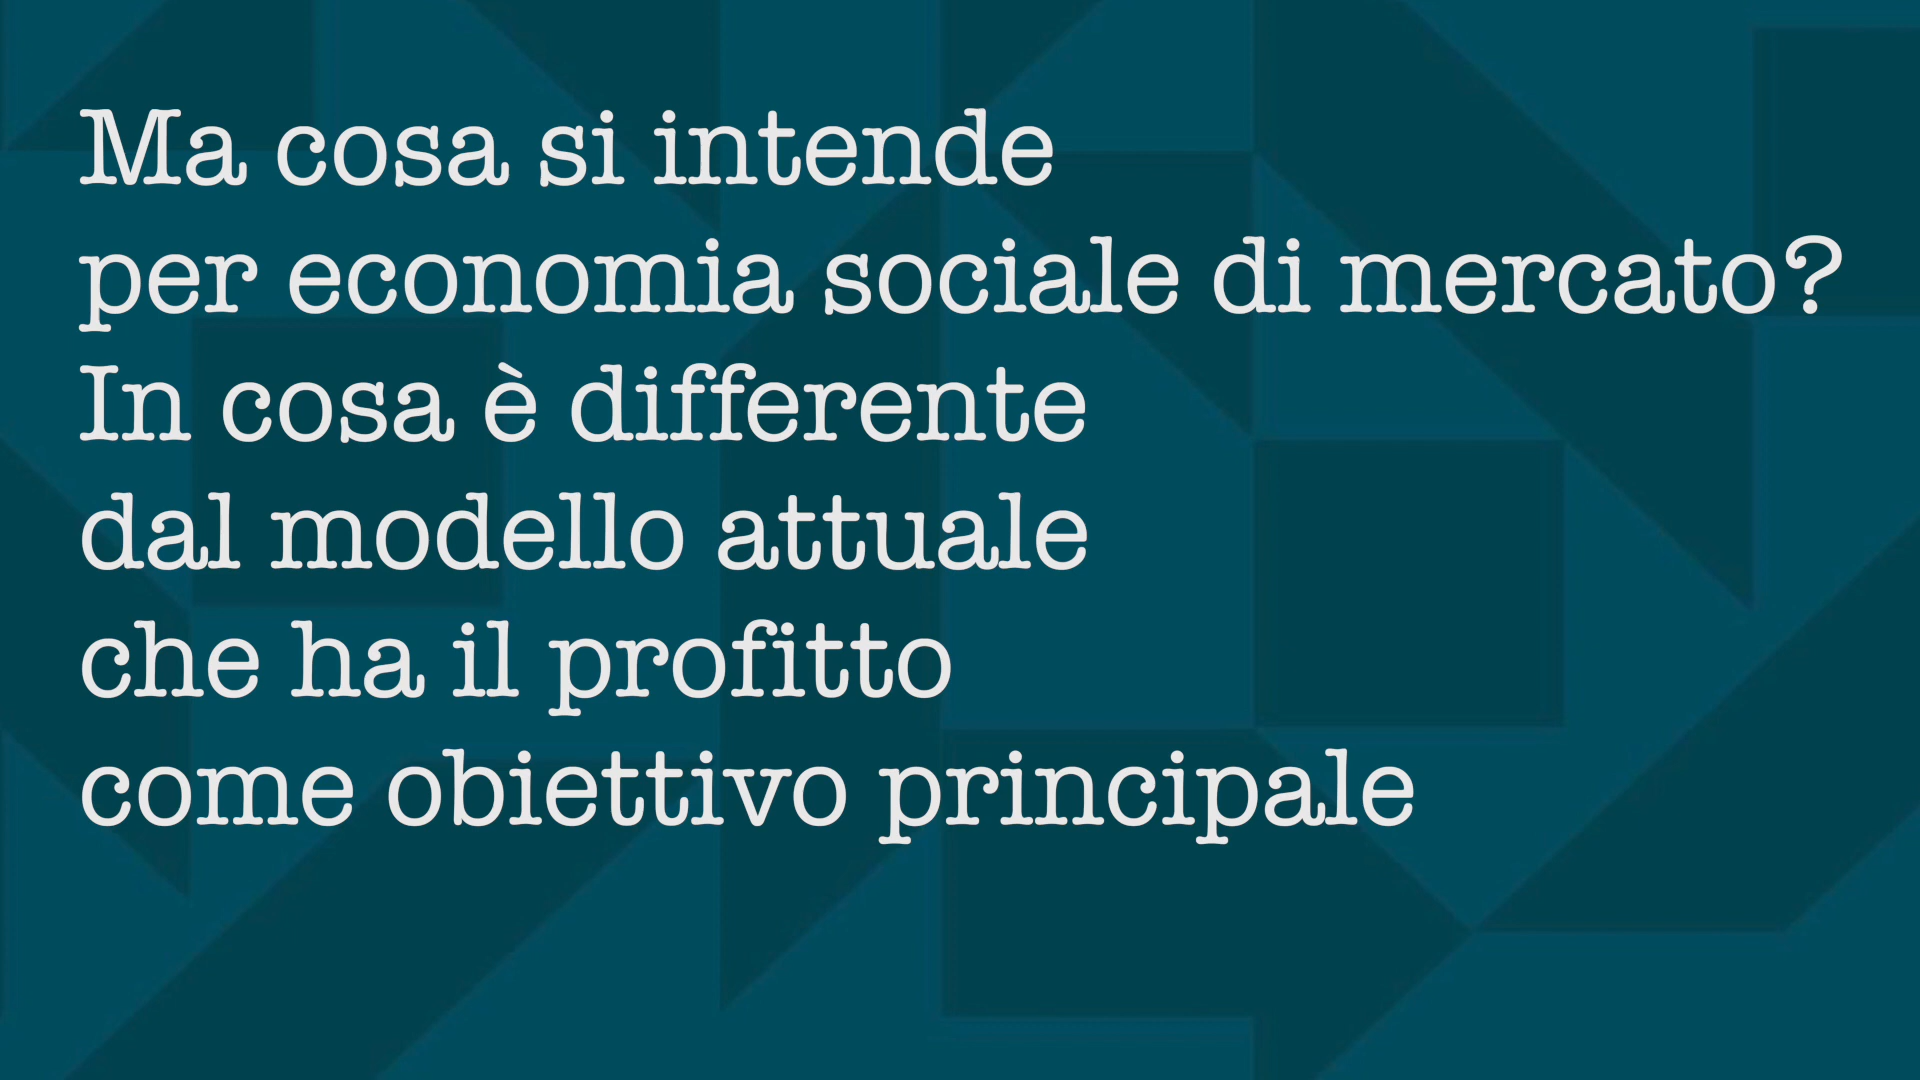 Ma cosa si intende
per economia sociale di mercato?
In cosa è differente
dal modello attuale
che ha il profitto
come obiettivo principale